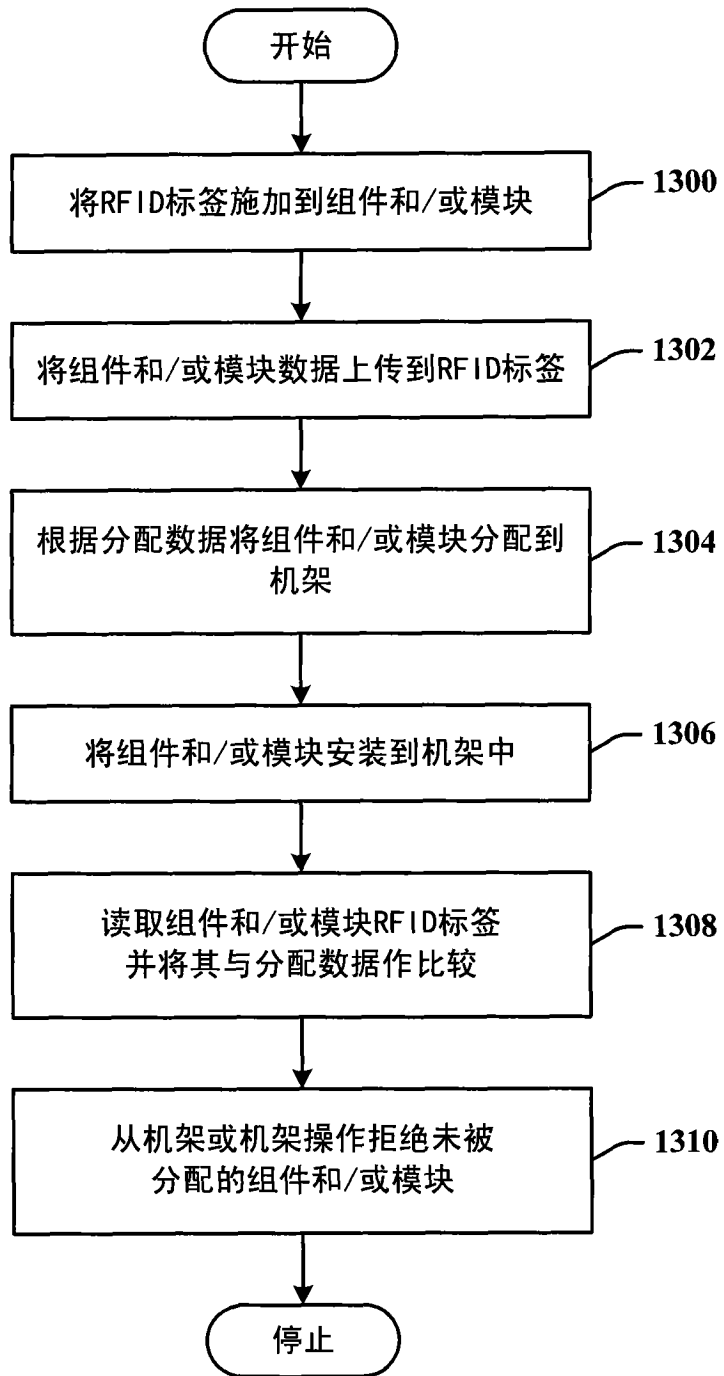 开始
将RFID标签施加到组件和/或模块
1300
将组件和/或模块数据上传到RFID标签
1302
根据分配数据将组件和/或模块分配到
机架
1304
将组件和/或模块安装到机架中
1306
读取组件和/或模块RFID标签
并将其与分配数据作比较
1308
从机架或机架操作拒绝未被
分配的组件和/或模块
1310
停止